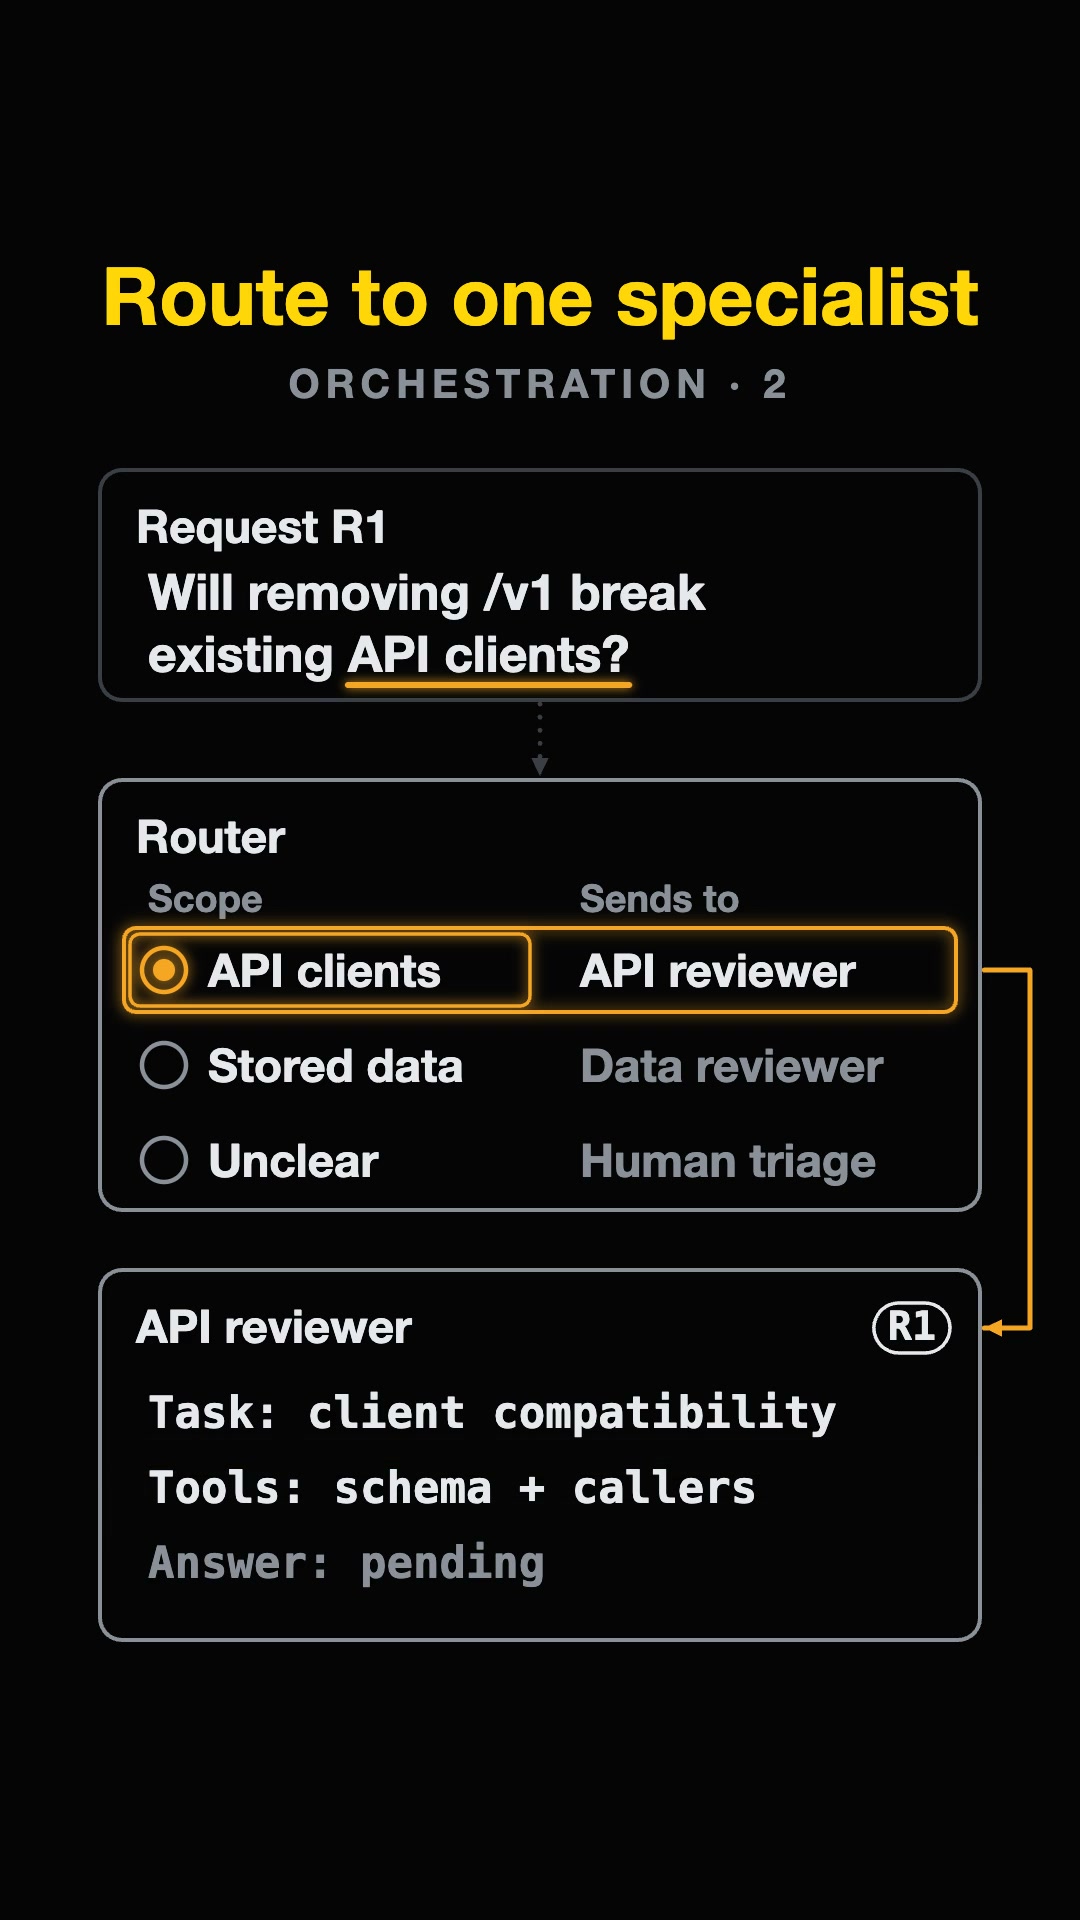 Route to one specialist
ORCHESTRATION · 2
Request R1
Will removing /v1 break
existing API clients?
Router
Scope Sends to
API clients API reviewer
Stored data Data reviewer
Unclear Human triage
API reviewer R1
Task: client compatibility
Tools: schema + callers
Answer: pending